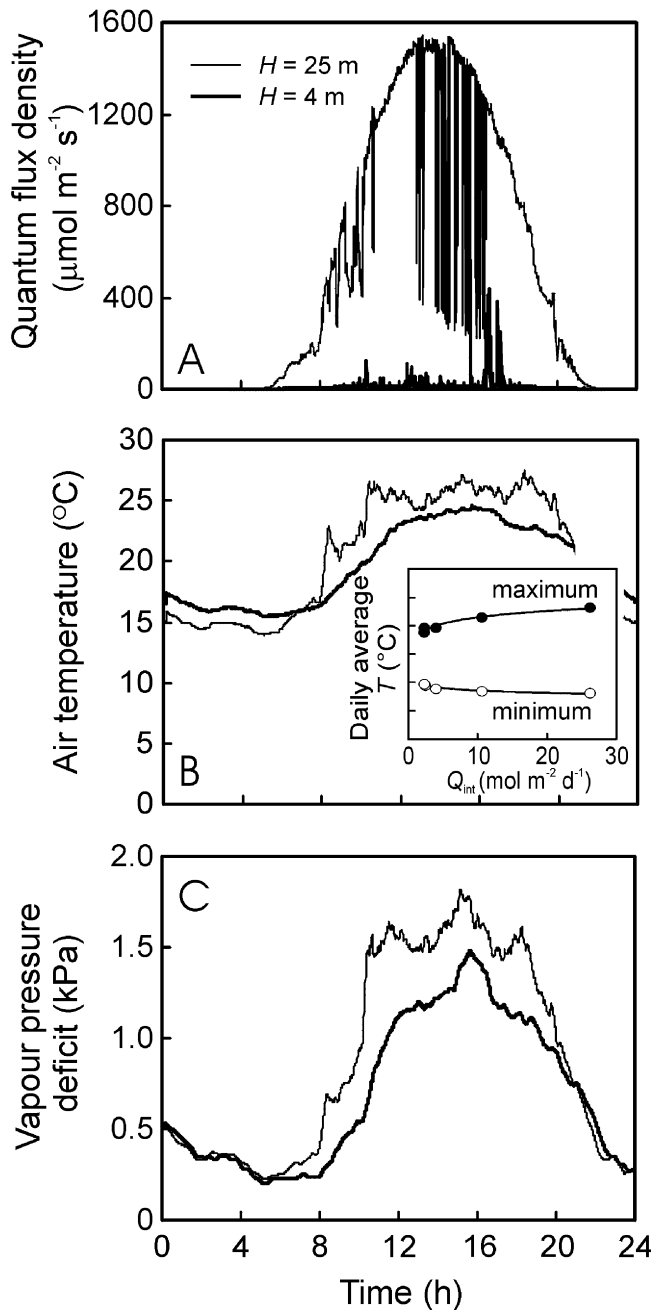 1600
1200
800
400
0
Quantum flux density
(μmol m-2 s-1)
H = 25 m
H = 4 m
A
30
25
20
15
10
5
0
Air temperature (OC)
B
Daily average
T (°C)
maximum
minimum
0 10 20 30
Qint (mol m-2 d-1)
2.0
1.5
1.0
0.5
0
Vapour pressure
deficit (kPa)
C
0 4 8 12 16 20 24
Time (h)